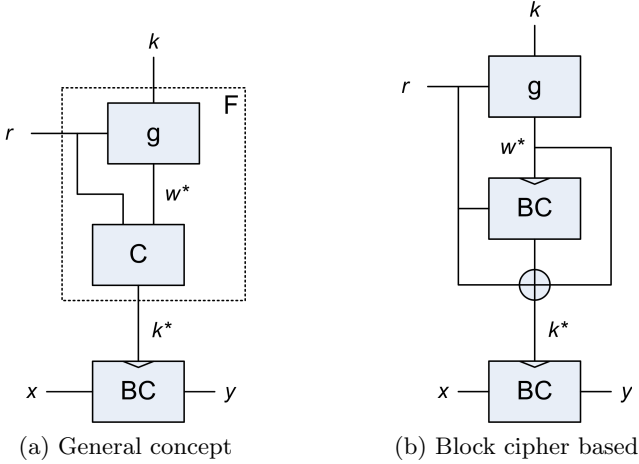 k
F
r
g
w*
C
k*
x
BC
y
(a) General concept
k
r
g
w*
BC
k*
x
BC
y
(b) Block cipher based